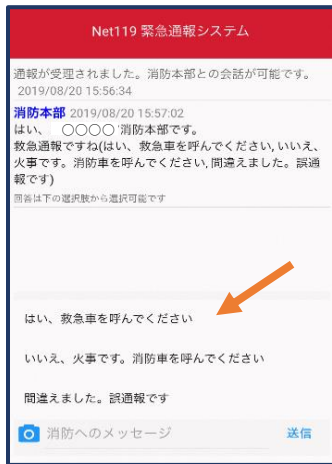 Net119 緊急通報システム
通報が受理されました。消防本部との会話が可能です。
2019/08/20 15:56:34
消防本部 2019/08/20 15:57:02
はい、 ○○○○ 消防本部です。
救急通報ですね(はい、救急車を呼んでください, いいえ、
火事です。消防車を呼んでください, 間違えました。誤通
報です)
回答は下の選択肢から選択可能です
はい、救急車を呼んでください
いいえ、火事です。消防車を呼んでください
間違えました。誤通報です
消防へのメッセージ 送信